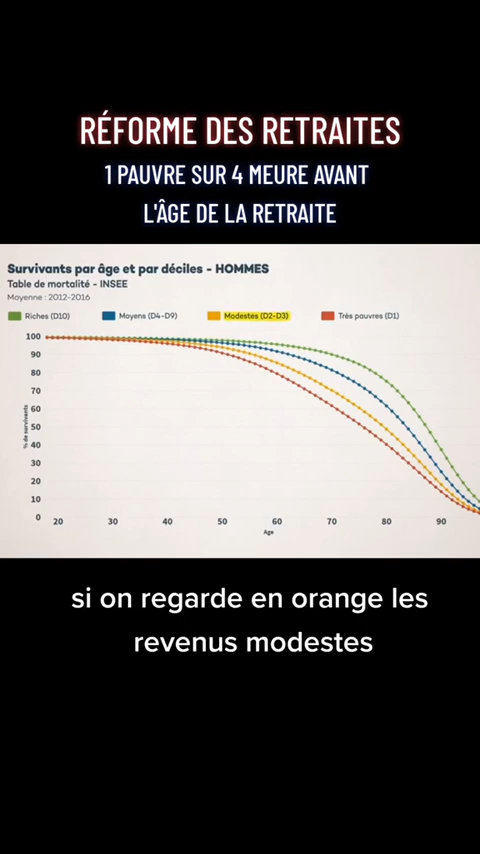 RÉFORME DES RETRAITES
1 PAUVRE SUR 4 MEURE AVANT
L'ÂGE DE LA RETRAITE
Survivants par âge et par déciles - HOMMES
Table de mortalité - INSEE
Moyenne : 2012-2016
Riches (D10) Moyens (D4-D9) Modestes (D2-D3) Très pauvres (D1)
100
90
80
70
60
50
40
30
20
10
0
% de survivants
20 30 40 50 60 70 80 90
Age
si on regarde en orange les
revenus modestes